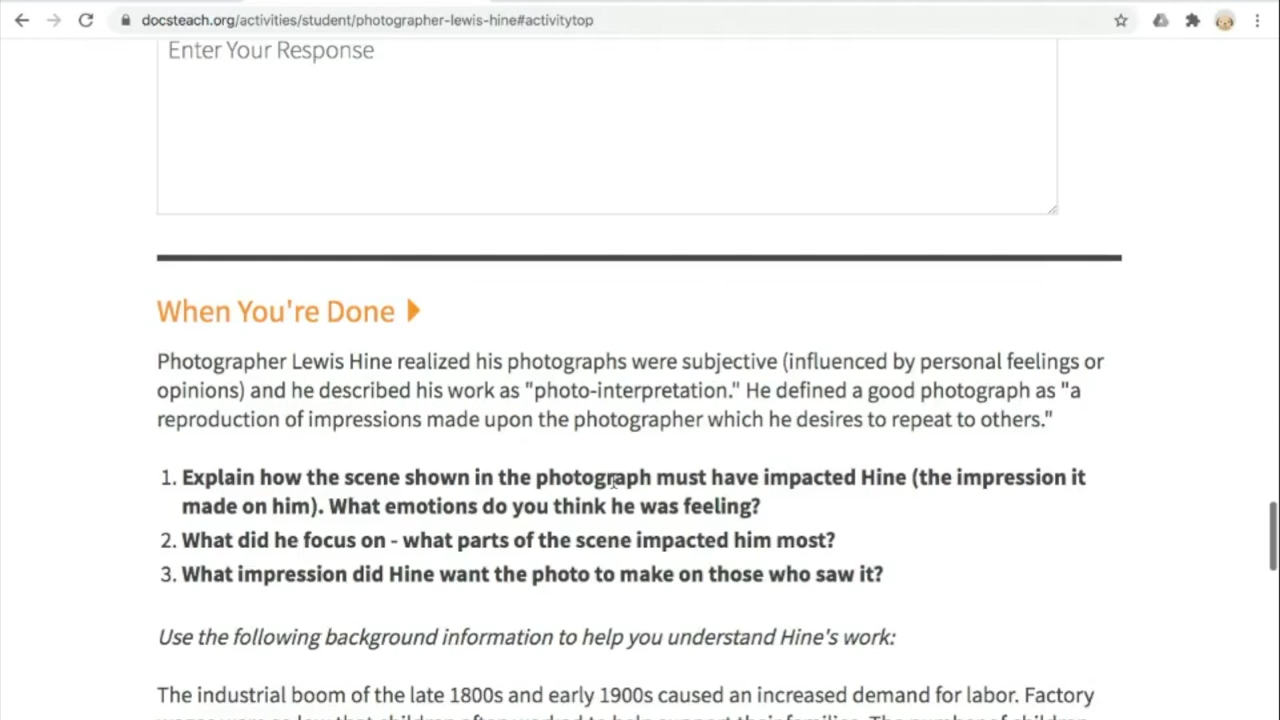 docsteach.org/activities/student/photographer-lewis-hine#activitytop
Enter Your Response
When You're Done
Photographer Lewis Hine realized his photographs were subjective (influenced by personal feelings or
opinions) and he described his work as "photo-interpretation." He defined a good photograph as "a
reproduction of impressions made upon the photographer which he desires to repeat to others."
1. Explain how the scene shown in the photograph must have impacted Hine (the impression it
made on him). What emotions do you think he was feeling?
2. What did he focus on - what parts of the scene impacted him most?
3. What impression did Hine want the photo to make on those who saw it?
Use the following background information to help you understand Hine's work:
The industrial boom of the late 1800s and early 1900s caused an increased demand for labor. Factory